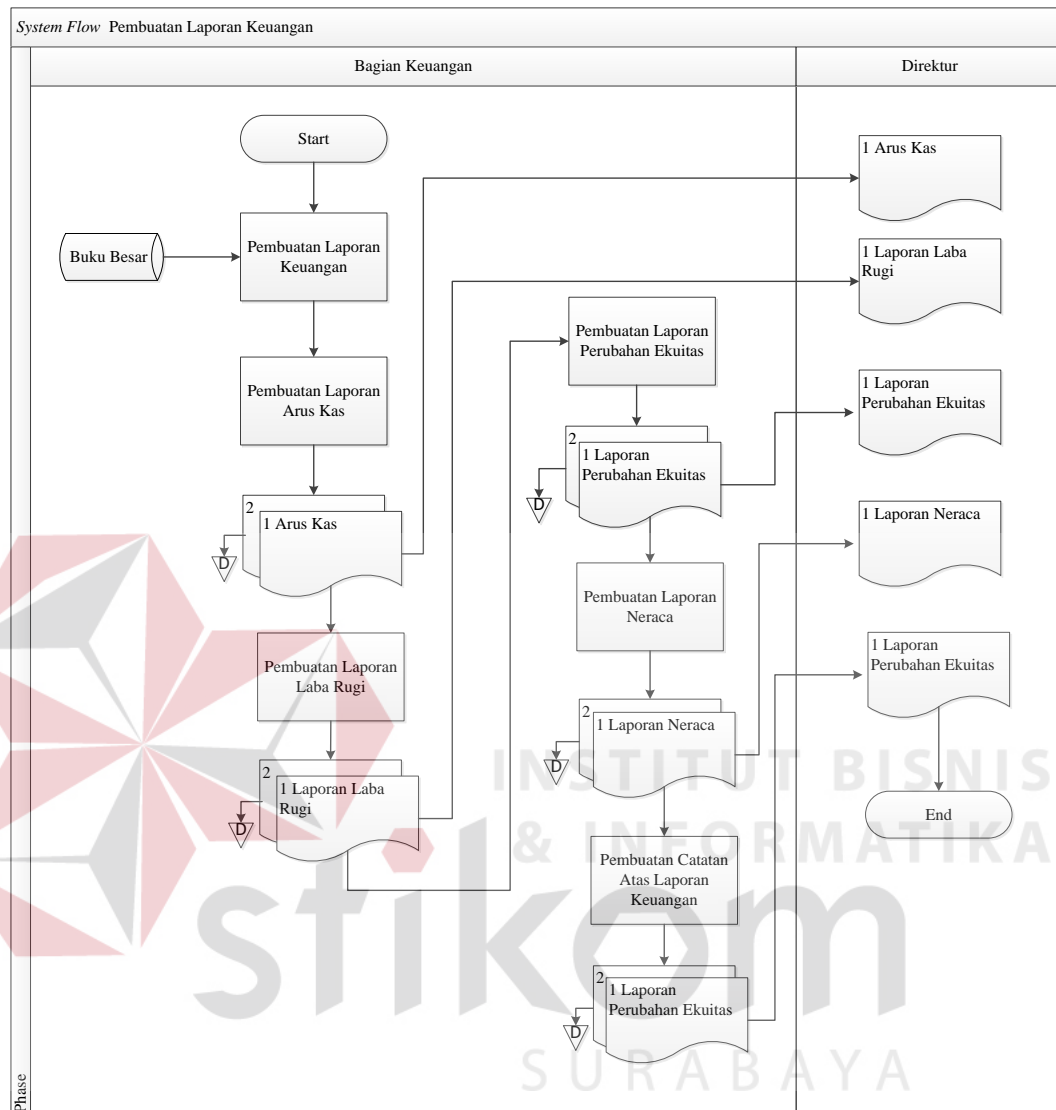 System Flow Pembuatan Laporan Keuangan
Bagian Keuangan
Direktur
Phase
Start
Buku Besar
Pembuatan Laporan
Keuangan
Pembuatan Laporan
Arus Kas
2
1 Arus Kas
D
Pembuatan Laporan
Laba Rugi
2
1 Laporan Laba
Rugi
D
Pembuatan Laporan
Perubahan Ekuitas
2
1 Laporan
Perubahan Ekuitas
D
Pembuatan Laporan
Neraca
2
1 Laporan Neraca
D
Pembuatan Catatan
Atas Laporan
Keuangan
2
1 Laporan
Perubahan Ekuitas
D
1 Arus Kas
1 Laporan Laba
Rugi
1 Laporan
Perubahan Ekuitas
1 Laporan Neraca
1 Laporan
Perubahan Ekuitas
End
INSTITUT BISNIS
& INFORMATIKA
stikom
SURABAYA